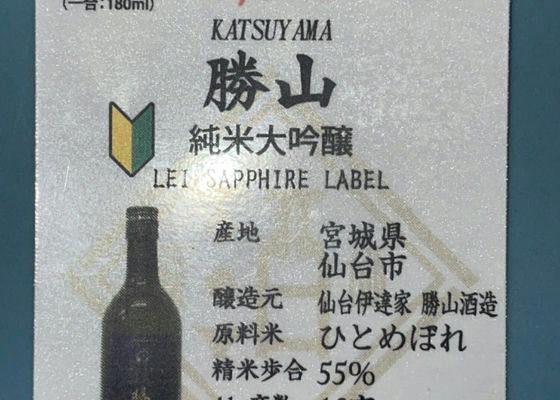 (一合:180ml)
KATSUYAMA
勝山
純米大吟醸
LEI SAPPHIRE LABEL
産地 宮城県
仙台市
醸造元 仙台伊達家 勝山酒造
原料米 ひとめぼれ
精米歩合 55%